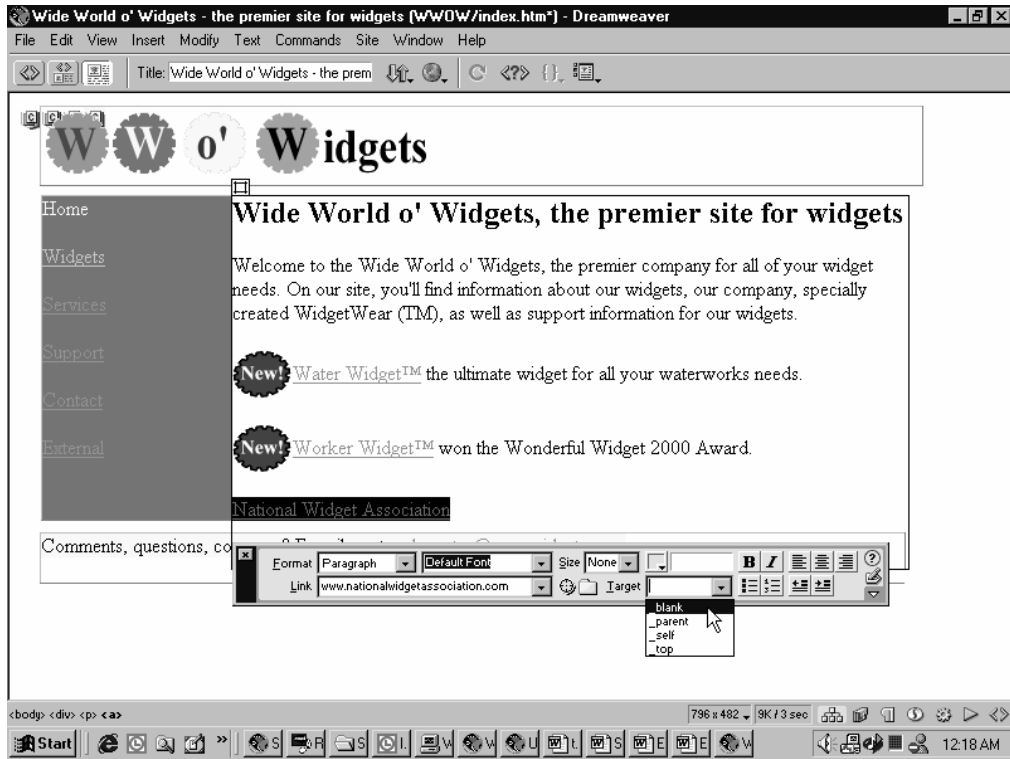 Wide World o' Widgets - the premier site for widgets (WWOW/index.htm*) - Dreamweaver
File Edit View Insert Modify Text Commands Site Window Help
Title: Wide World o' Widgets - the prem
W W o' Widgets
Home
Widgets
Services
Support
Contact
External
Wide World o' Widgets, the premier site for widgets
Welcome to the Wide World o' Widgets, the premier company for all of your widget
needs. On our site, you'll find information about our widgets, our company, specially
created WidgetWear (TM), as well as support information for our widgets.
New! Water Widget™ the ultimate widget for all your waterworks needs.
New! Worker Widget™ won the Wonderful Widget 2000 Award.
National Widget Association
Comments, questions, co
Format Paragraph Default Font Size None B I
Link www.nationalwidgetassociation.com Target
_blank
_parent
_self
_top
<body> <div> <p> <a> 796 x 482 9K / 3 sec
Start S R S I. W W U t. S E E W 12:18 AM